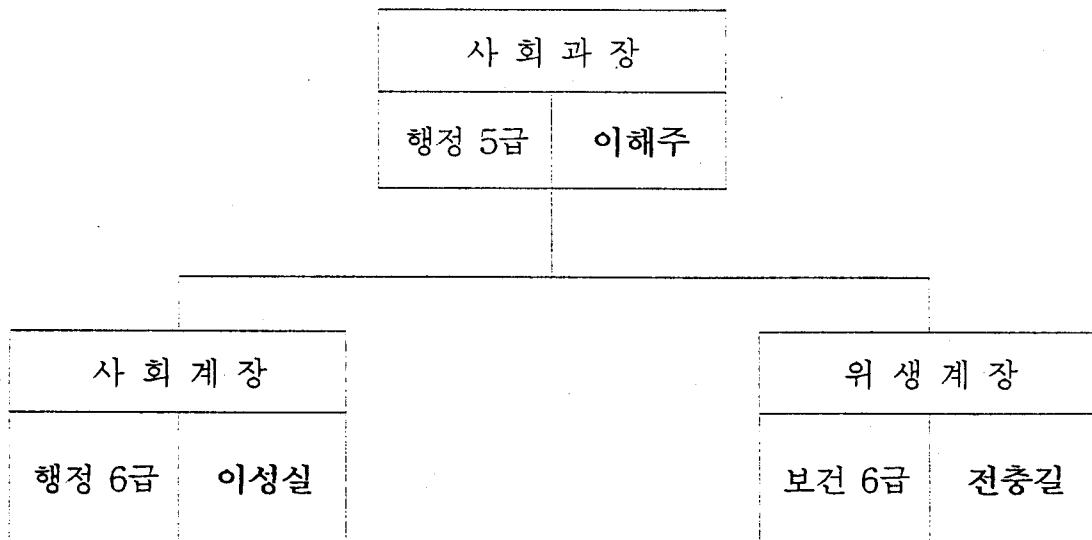 사 회 과 장
행정 5급 이해주
사 회 계 장
행정 6급 이성실
위 생 계 장
보건 6급 전충길